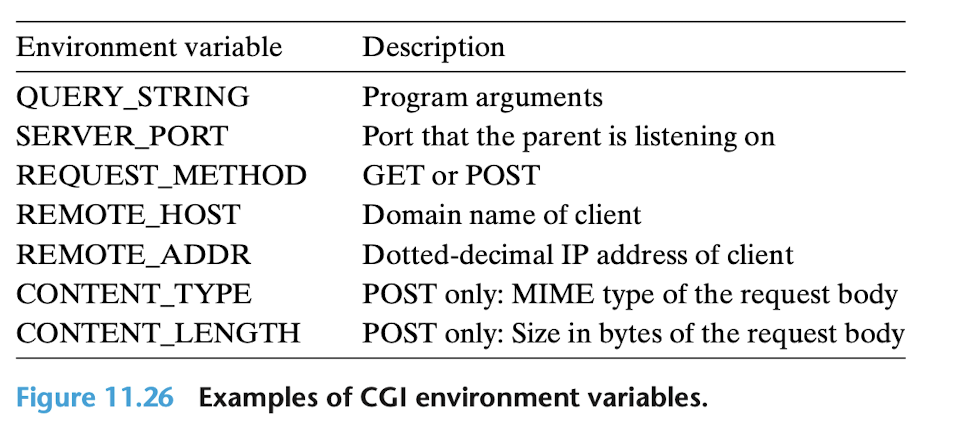 Environment variable Description
QUERY_STRING Program arguments
SERVER_PORT Port that the parent is listening on
REQUEST_METHOD GET or POST
REMOTE_HOST Domain name of client
REMOTE_ADDR Dotted-decimal IP address of client
CONTENT_TYPE POST only: MIME type of the request body
CONTENT_LENGTH POST only: Size in bytes of the request body
Figure 11.26 Examples of CGI environment variables.